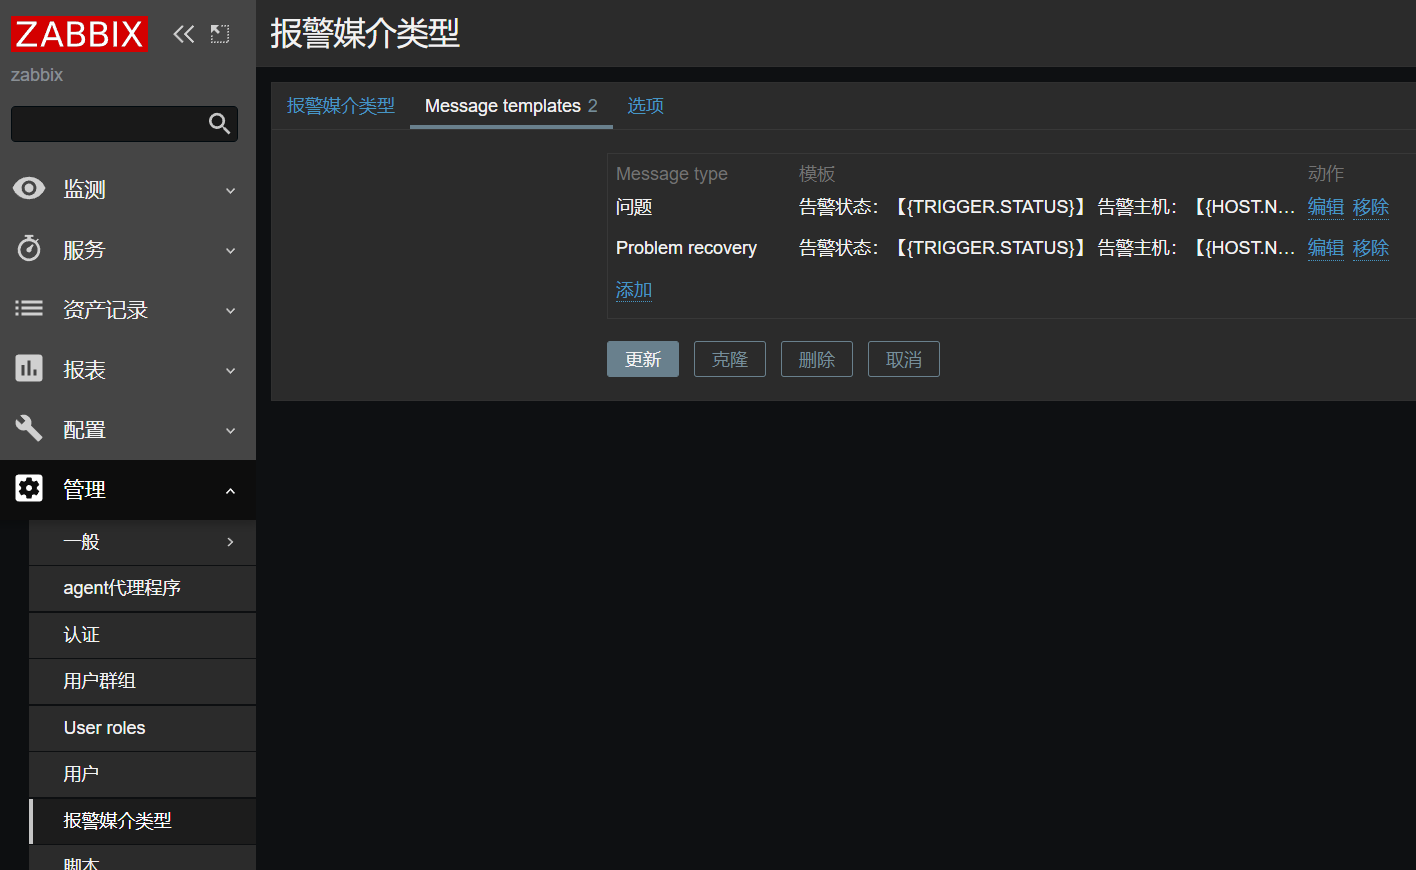 ZABBIX
zabbix
监测
服务
资产记录
报表
配置
管理
一般
agent代理程序
认证
用户群组
User roles
用户
报警媒介类型
脚本
报警媒介类型
报警媒介类型 Message templates 2 选项
Message type 模板 动作
问题 告警状态：【{TRIGGER.STATUS}】 告警主机：【{HOST.N... 编辑 移除
Problem recovery 告警状态：【{TRIGGER.STATUS}】 告警主机：【{HOST.N... 编辑 移除
添加
更新 克隆 删除 取消